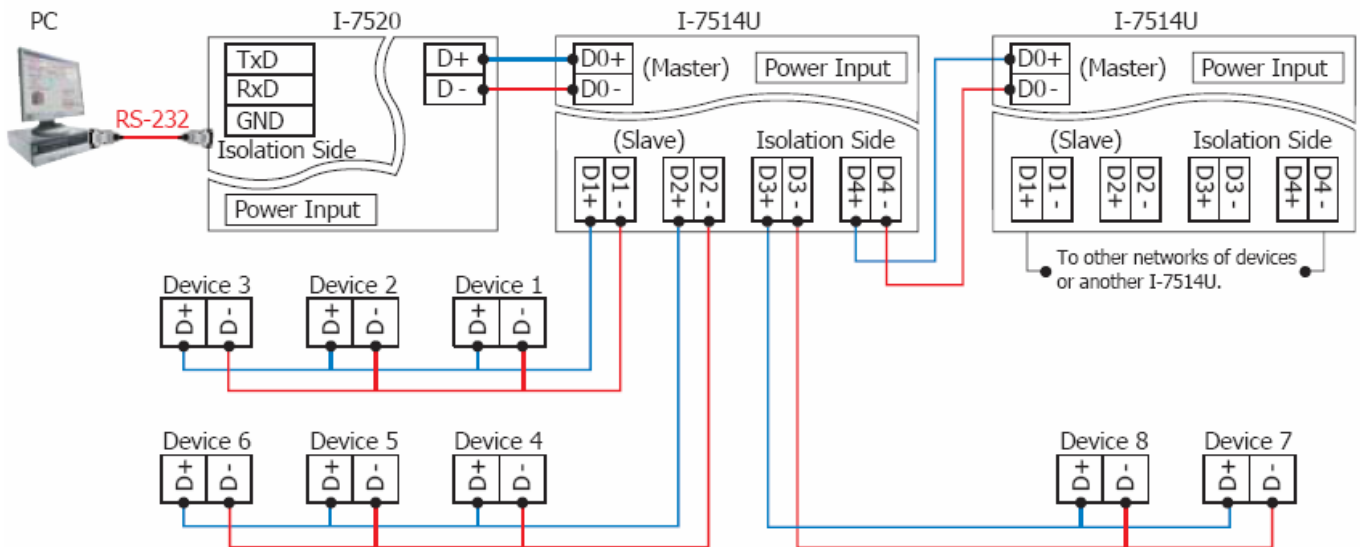 PC
I-7520
I-7514U
I-7514U
TxD
RxD
GND
Isolation Side
Power Input
D+
D -
RS-232
D0+
D0 -
(Master)
Power Input
(Slave)
Isolation Side
D1+
D1 -
D2+
D2 -
D3+
D3 -
D4+
D4 -
D0+
D0 -
(Master)
Power Input
(Slave)
Isolation Side
D1+
D1 -
D2+
D2 -
D3+
D3 -
D4+
D4 -
To other networks of devices
or another I-7514U.
Device 3
D+
D -
Device 2
D+
D -
Device 1
D+
D -
Device 6
D+
D -
Device 5
D+
D -
Device 4
D+
D -
Device 8
D+
D -
Device 7
D+
D -